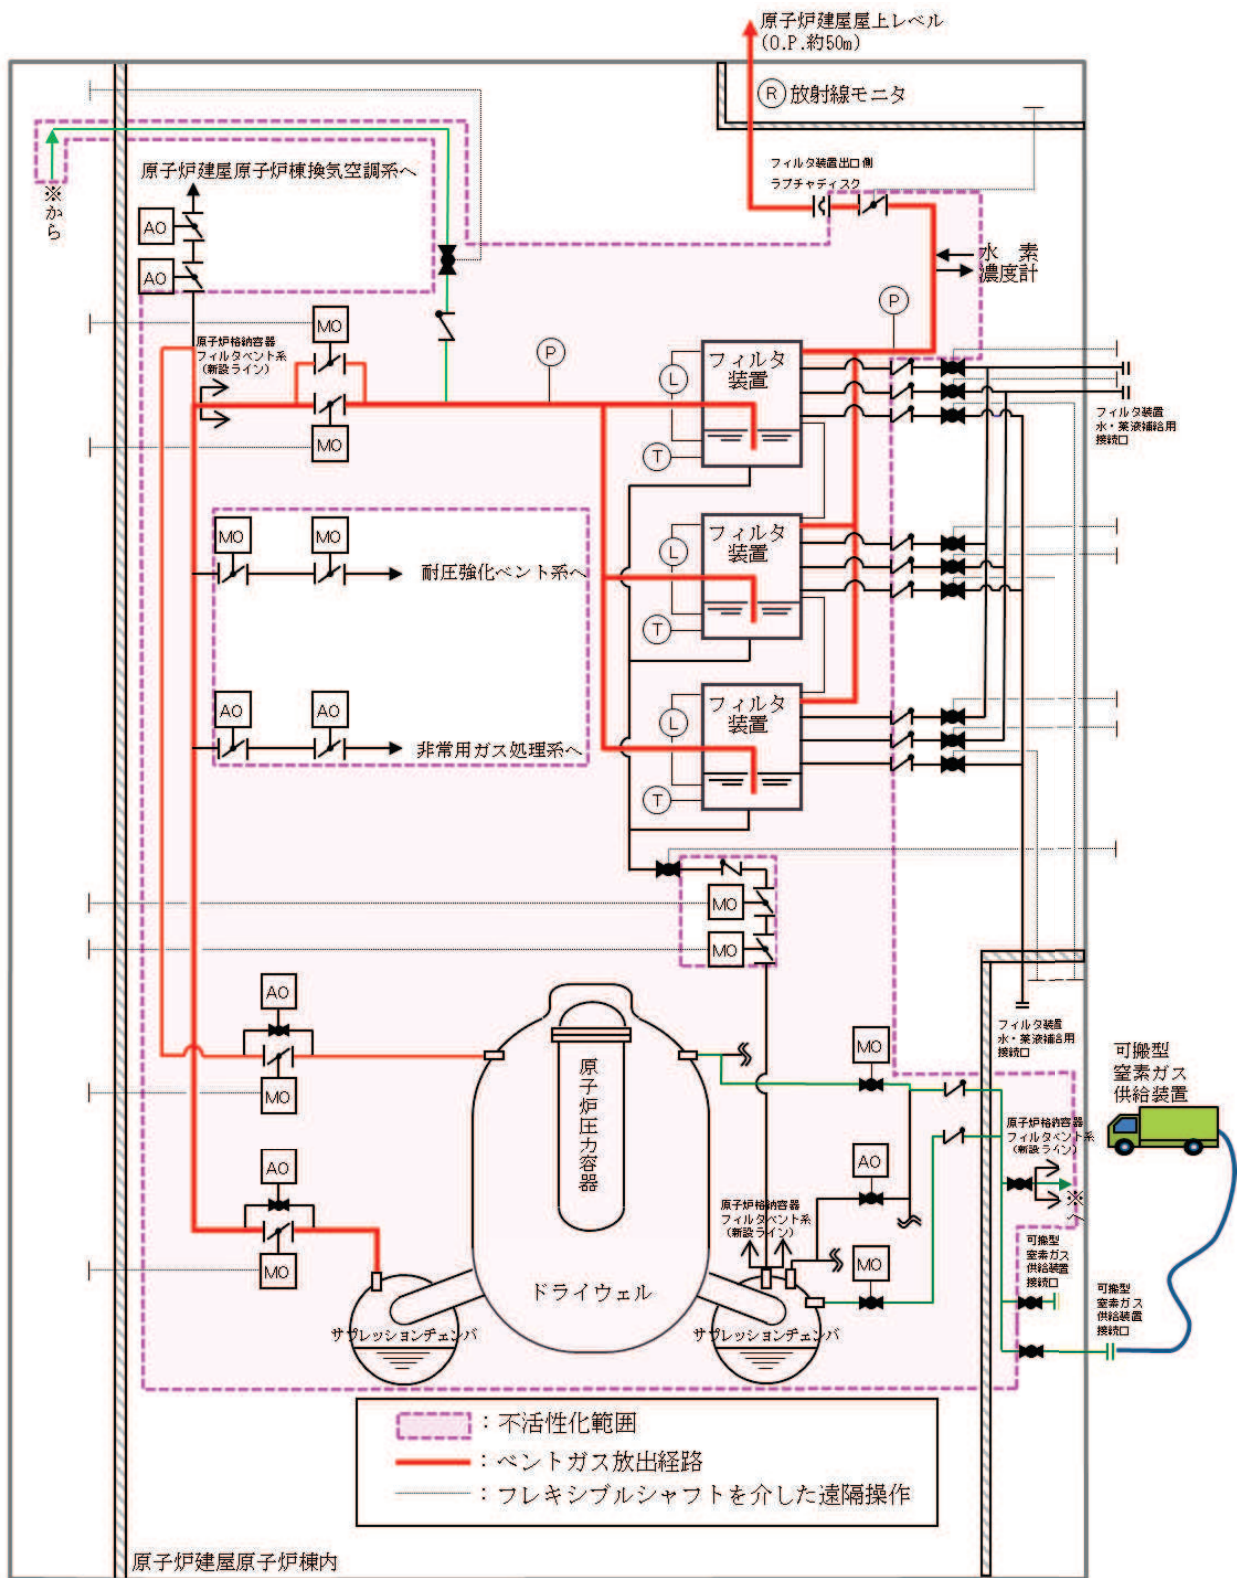 原子炉建屋屋上レベル
(O.P.約50m)
R
放射線モニタ
フィルタ装置出口側
ラプチャディスク
原子炉建屋原子炉棟換気空調系へ
※から
AO
AO
水素
濃度計
P
P
MO
原子炉格納容器
フィルタベント系
(新設ライン)
MO
フィルタ
装置
L
T
フィルタ装置
水・薬液補給用
接続口
MO
MO
耐圧強化ベント系へ
フィルタ
装置
L
T
AO
AO
非常用ガス処理系へ
フィルタ
装置
L
T
MO
MO
AO
MO
原子炉圧力容器
MO
フィルタ装置
水・薬液補給用
接続口
可搬型
窒素ガス
供給装置
原子炉格納容器
フィルタベント系
(新設ライン)
※へ
AO
AO
MO
原子炉格納容器
フィルタベント系
(新設ライン)
MO
可搬型
窒素ガス
供給装置
接続口
可搬型
窒素ガス
供給装置
接続口
ドライウェル
サプレッションチェンバ
サプレッションチェンバ
：不活性化範囲
：ベントガス放出経路
：フレキシブルシャフトを介した遠隔操作
原子炉建屋原子炉棟内